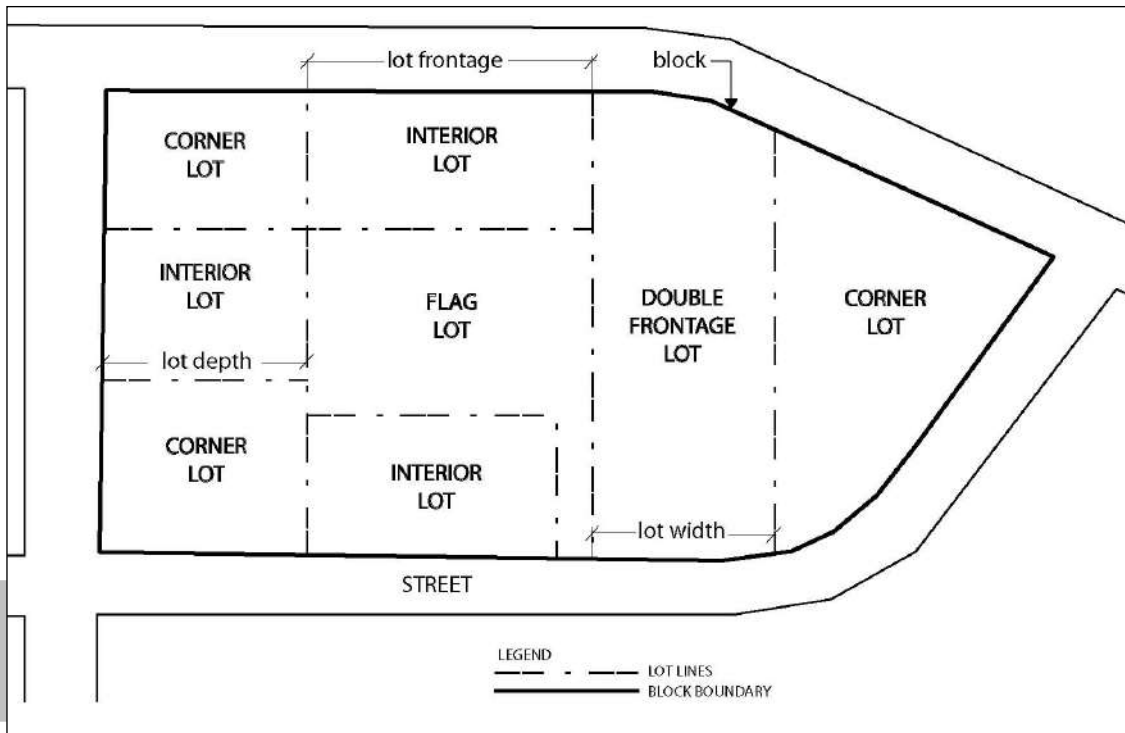 lot frontage
block
CORNER
LOT
INTERIOR
LOT
INTERIOR
LOT
FLAG
LOT
DOUBLE
FRONTAGE
LOT
CORNER
LOT
lot depth
CORNER
LOT
INTERIOR
LOT
lot width
STREET
LEGEND
LOT LINES
BLOCK BOUNDARY